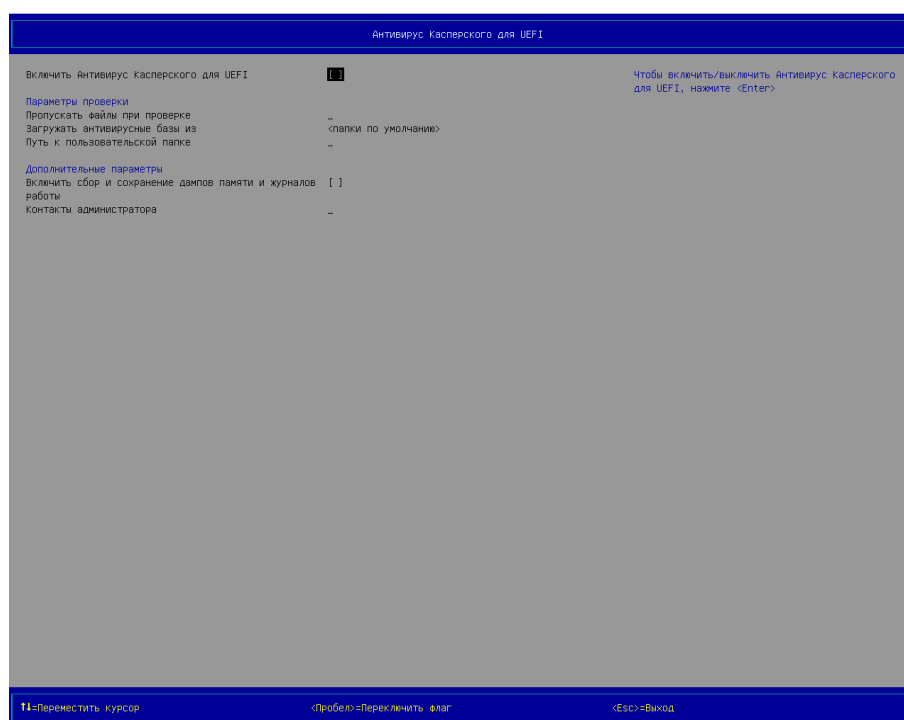 Антивирус Касперского для UEFI
Включить Антивирус Касперского для UEFI [ ]
Чтобы включить/выключить Антивирус Касперского
для UEFI, нажмите <Enter>
Параметры проверки
Пропускать файлы при проверке _
Загружать антивирусные базы из <папки по умолчанию>
Путь к пользовательской папке _
Дополнительные параметры
Включить сбор и сохранение дампов памяти и журналов [ ]
работы
Контакты администратора _
↑↓=Переместить курсор <Пробел>=Переключить флаг <Esc>=Выход